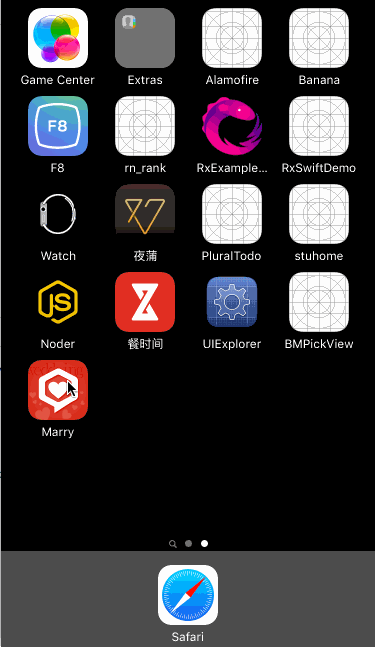 Game Center
Extras
Alamofire
Banana
F8
F8
rn_rank
RxExample...
RxSwiftDemo
Watch
夜蒲
PluralTodo
stuhome
JS
Noder
餐时间
UIExplorer
BMPickView
Marry
Safari